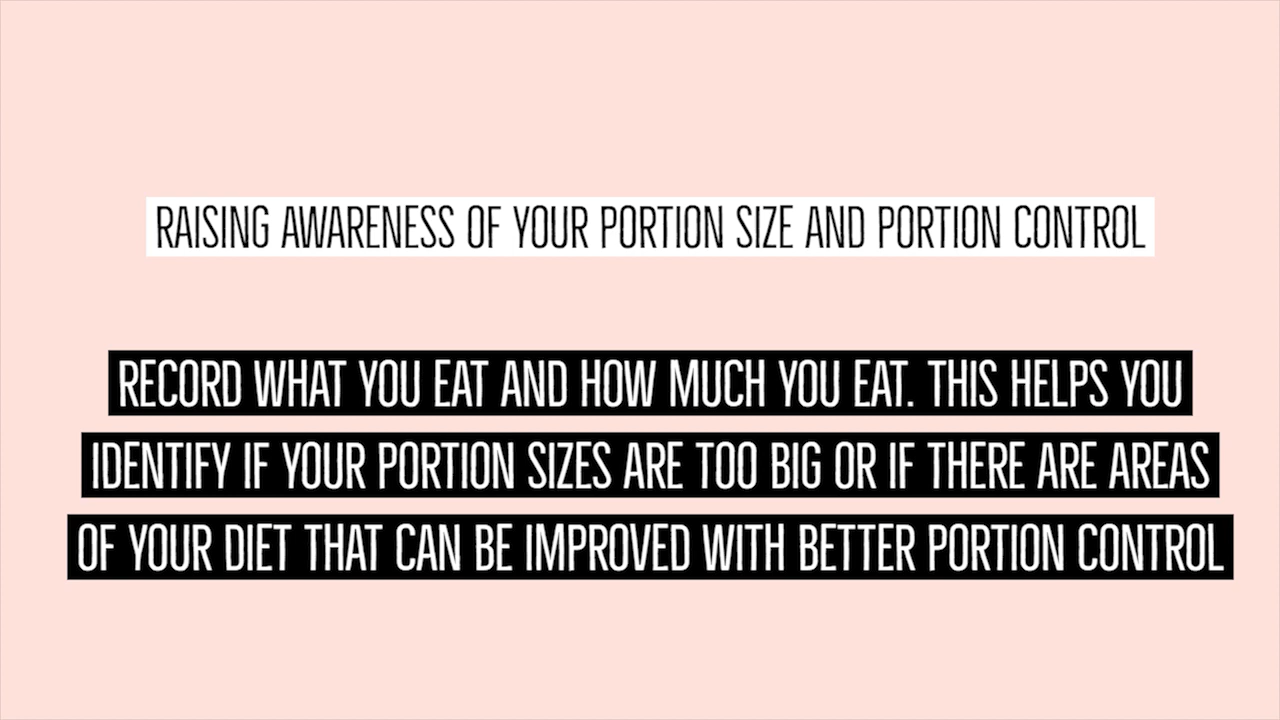 RAISING AWARENESS OF YOUR PORTION SIZE AND PORTION CONTROL
RECORD WHAT YOU EAT AND HOW MUCH YOU EAT. THIS HELPS YOU
IDENTIFY IF YOUR PORTION SIZES ARE TOO BIG OR IF THERE ARE AREAS
OF YOUR DIET THAT CAN BE IMPROVED WITH BETTER PORTION CONTROL